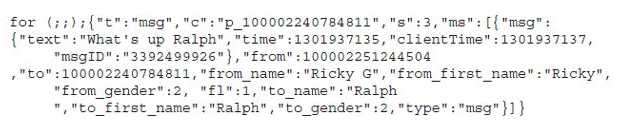 for (;;);{"t":"msg","c":"p_100002240784811","s":3,"ms":[{"msg":
{"text":"What's up Ralph","time":1301937135,"clientTime":1301937137,
"msgID":"3392499926"},"from":100002251244504
,"to":100002240784811,"from_name":"Ricky G","from_first_name":"Ricky",
"from_gender":2, "fl":1,"to_name":"Ralph
","to_first_name":"Ralph","to_gender":2,"type":"msg"}]}